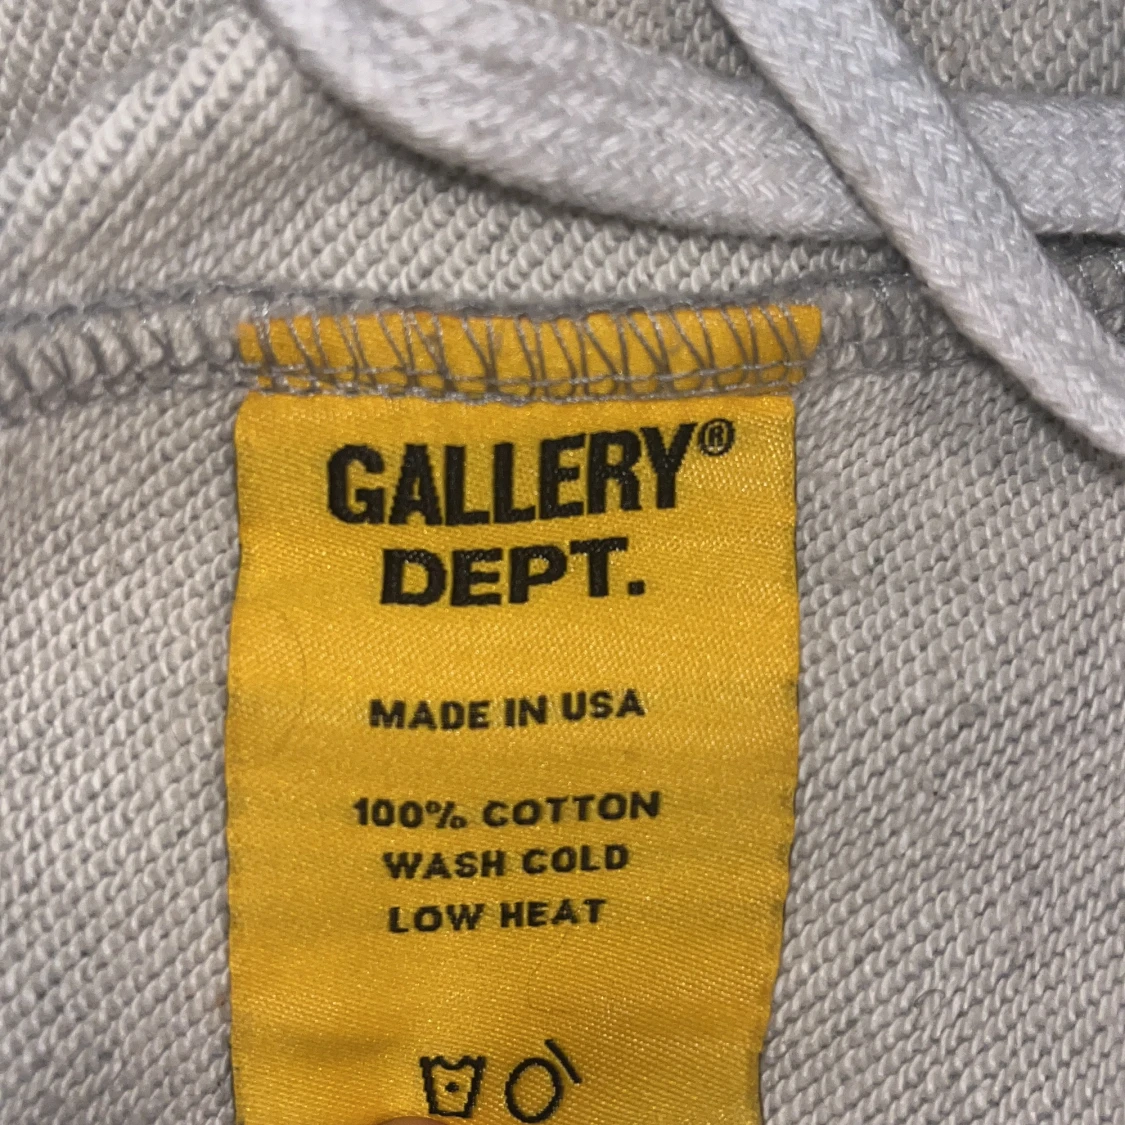 GALLERY®
DEPT.
MADE IN USA
100% COTTON
WASH COLD
LOW HEAT